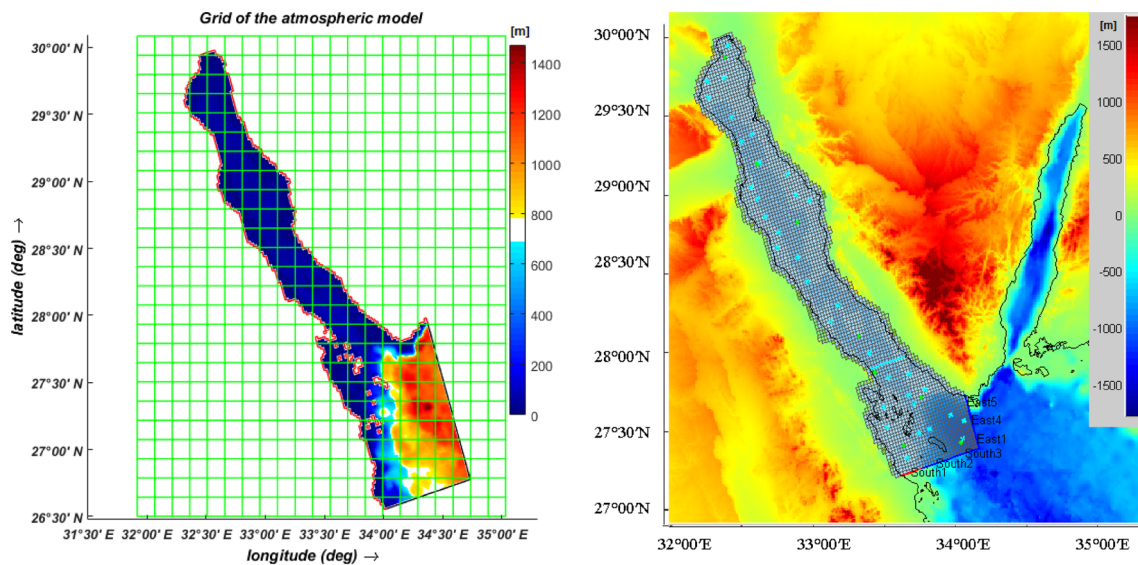 Grid of the atmospheric model
[m]
1400
1200
1000
800
600
400
200
0
30°00' N
29°30' N
29°00' N
28°30' N
28°00' N
27°30' N
27°00' N
26°30' N
latitude (deg) →
31°30'E 32°00'E 32°30'E 33°00'E 33°30'E 34°00'E 34°30'E 35°00'E
longitude (deg) →
[m]
1500
1000
500
0
-500
-1000
-1500
30°00'N
29°30'N
29°00'N
28°30'N
28°00'N
27°30'N
27°00'N
East5
East4
East1
South3
South2
South1
32°00'E 33°00'E 34°00'E 35°00'E